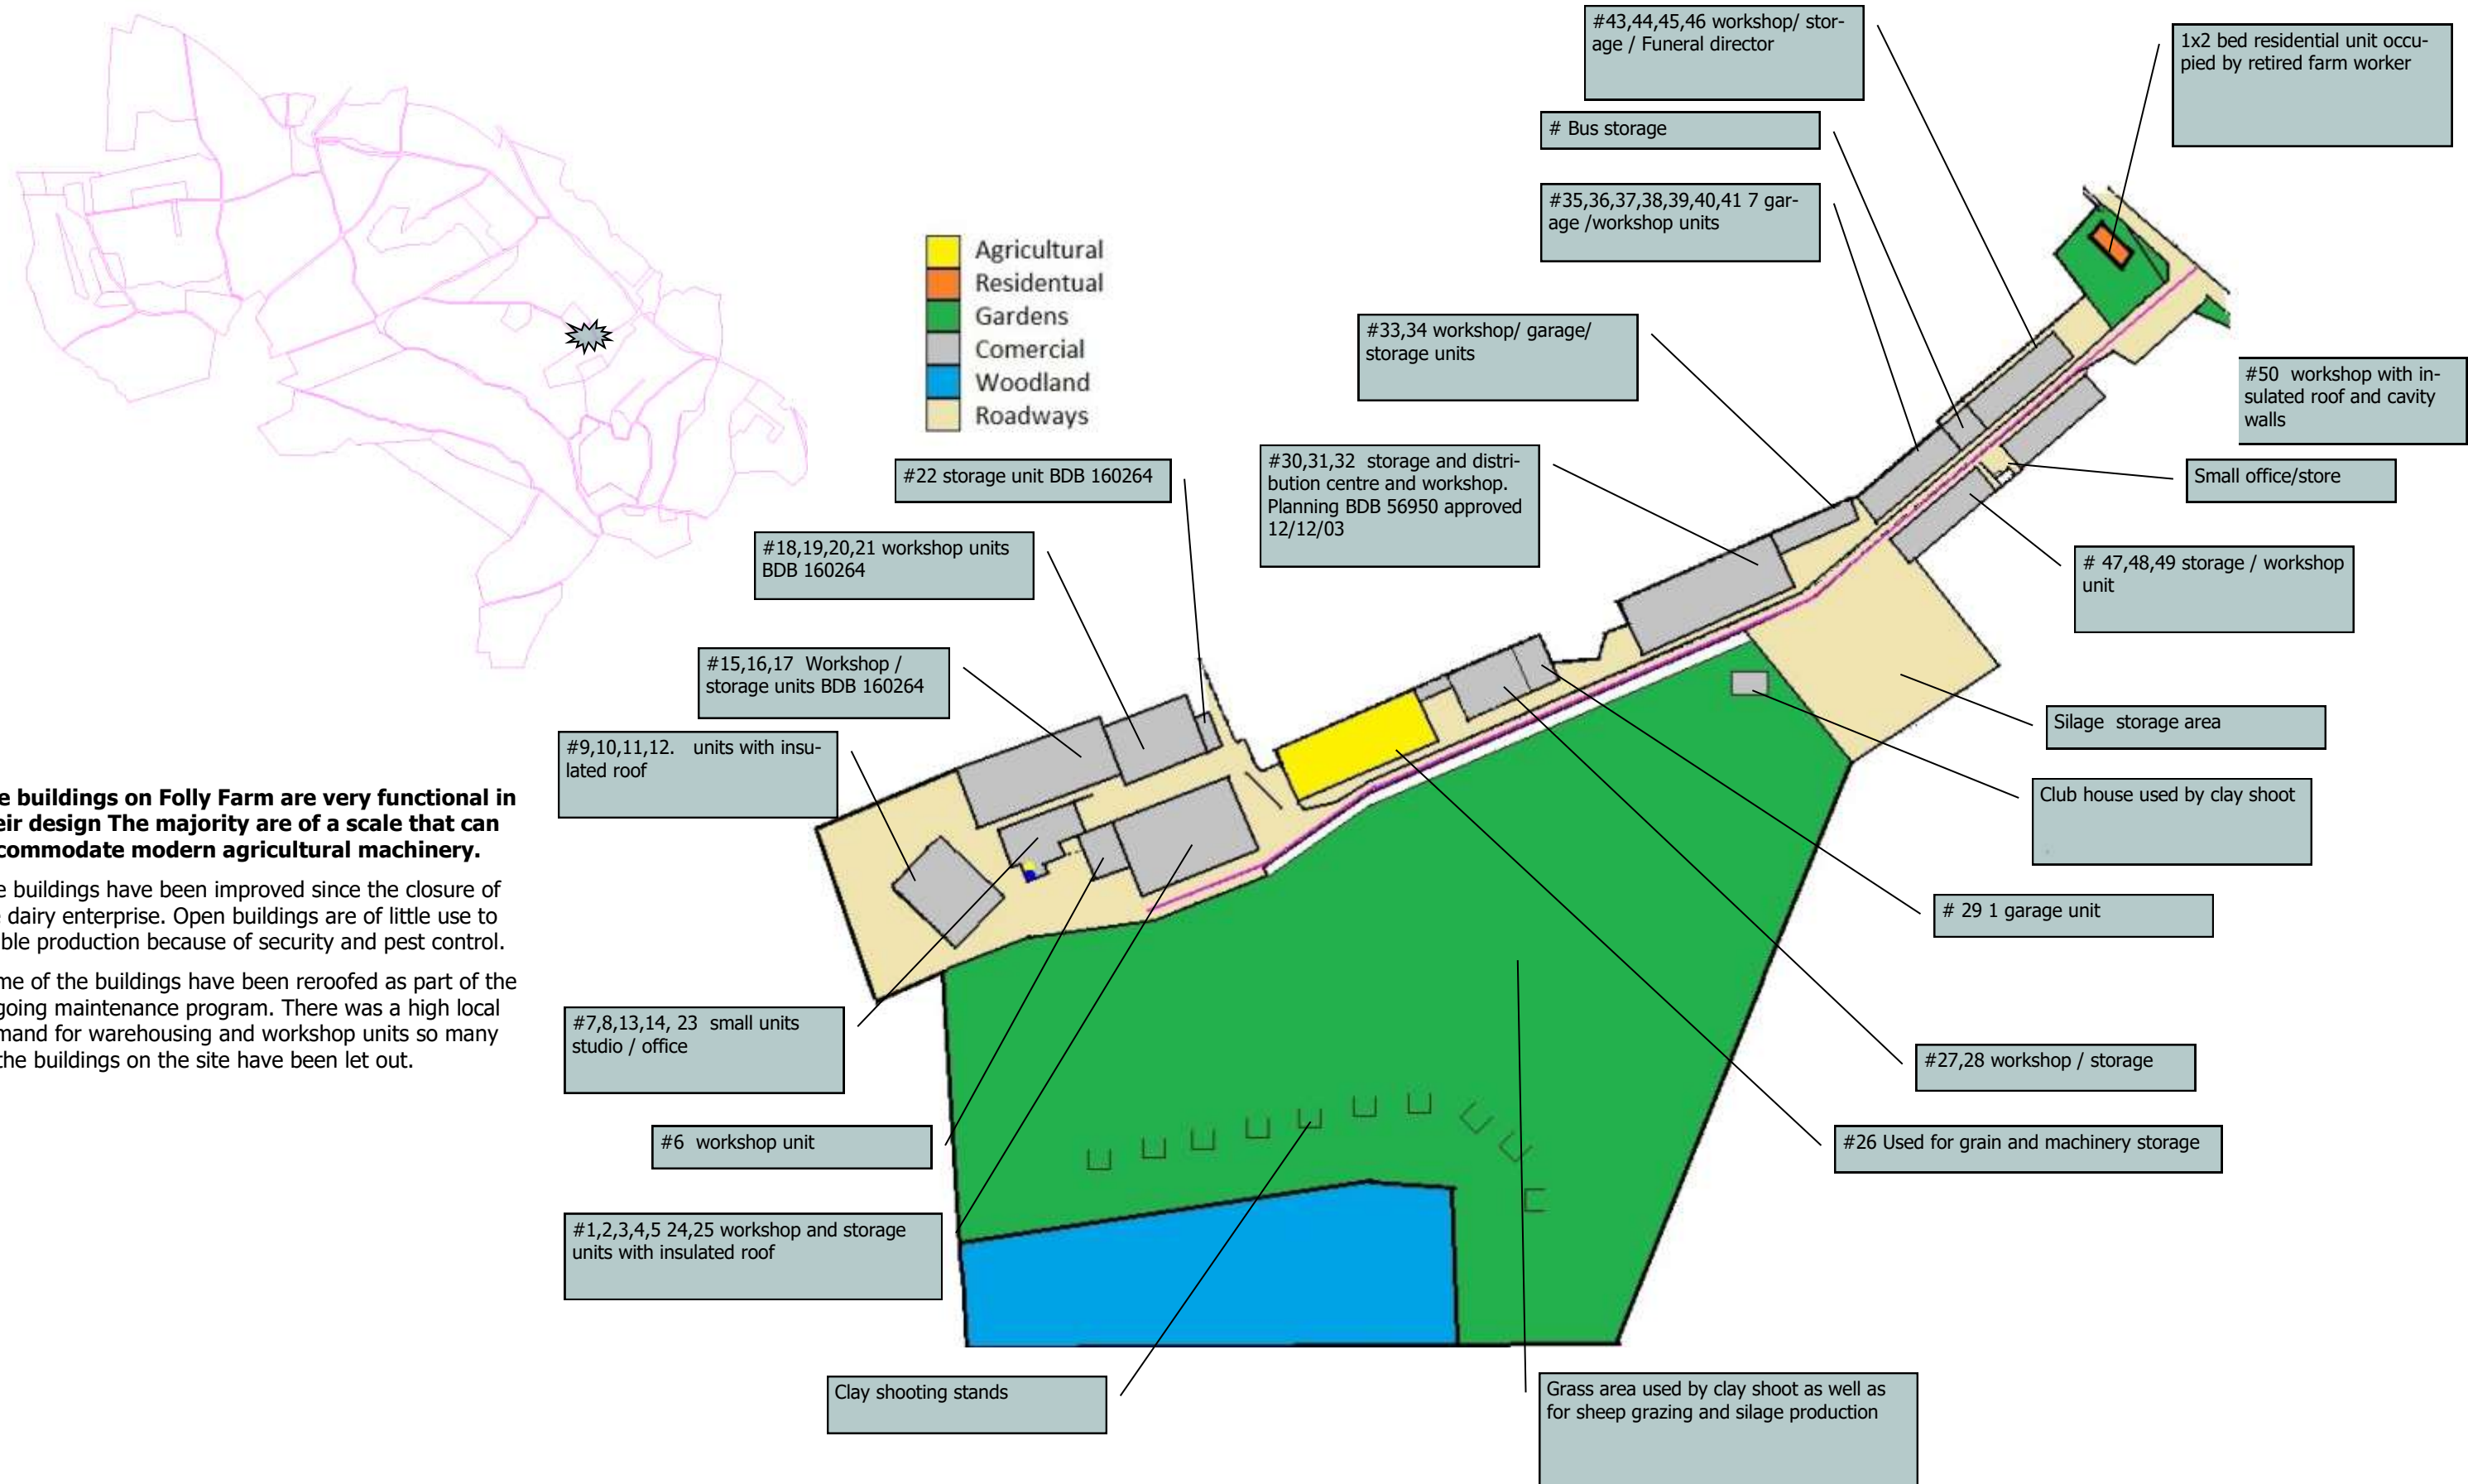 #43,44,45,46 workshop/ stor-
age / Funeral director
1x2 bed residential unit occu-
pied by retired farm worker
# Bus storage
#35,36,37,38,39,40,41 7 gar-
age /workshop units
Agricultural
Residentual
Gardens
Comercial
Woodland
Roadways
#33,34 workshop/ garage/
storage units
#50 workshop with in-
sulated roof and cavity
walls
#22 storage unit BDB 160264
#30,31,32 storage and distri-
bution centre and workshop.
Planning BDB 56950 approved
12/12/03
Small office/store
#18,19,20,21 workshop units
BDB 160264
# 47,48,49 storage / workshop
unit
#15,16,17 Workshop /
storage units BDB 160264
Silage storage area
#9,10,11,12. units with insu-
lated roof
Club house used by clay shoot
e buildings on Folly Farm are very functional in
eir design The majority are of a scale that can
commodate modern agricultural machinery.
e buildings have been improved since the closure of
e dairy enterprise. Open buildings are of little use to
ble production because of security and pest control.
me of the buildings have been reroofed as part of the
going maintenance program. There was a high local
mand for warehousing and workshop units so many
the buildings on the site have been let out.
# 29 1 garage unit
#7,8,13,14, 23 small units
studio / office
#27,28 workshop / storage
#6 workshop unit
#26 Used for grain and machinery storage
#1,2,3,4,5 24,25 workshop and storage
units with insulated roof
Clay shooting stands
Grass area used by clay shoot as well as
for sheep grazing and silage production